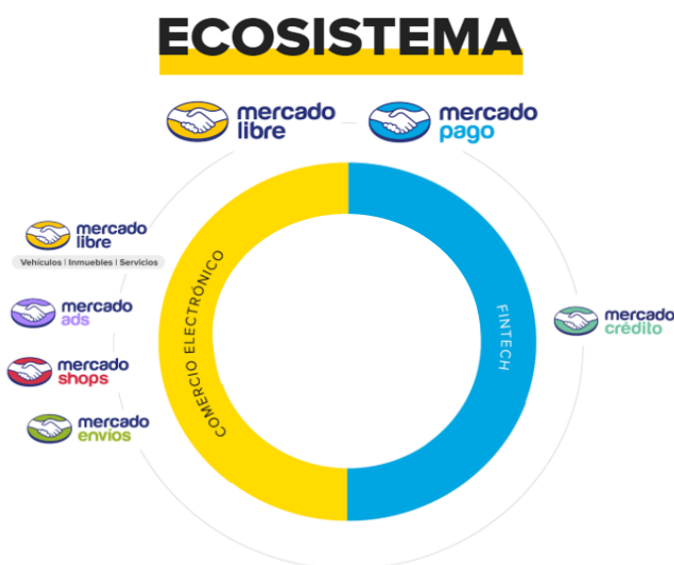 ECOSISTEMA
mercado
libre
mercado
pago
mercado
libre
Vehículos | Inmuebles | Servicios
mercado
ads
mercado
shops
mercado
envios
COMERCIO ELECTRÓNICO
FINTECH
mercado
crédito